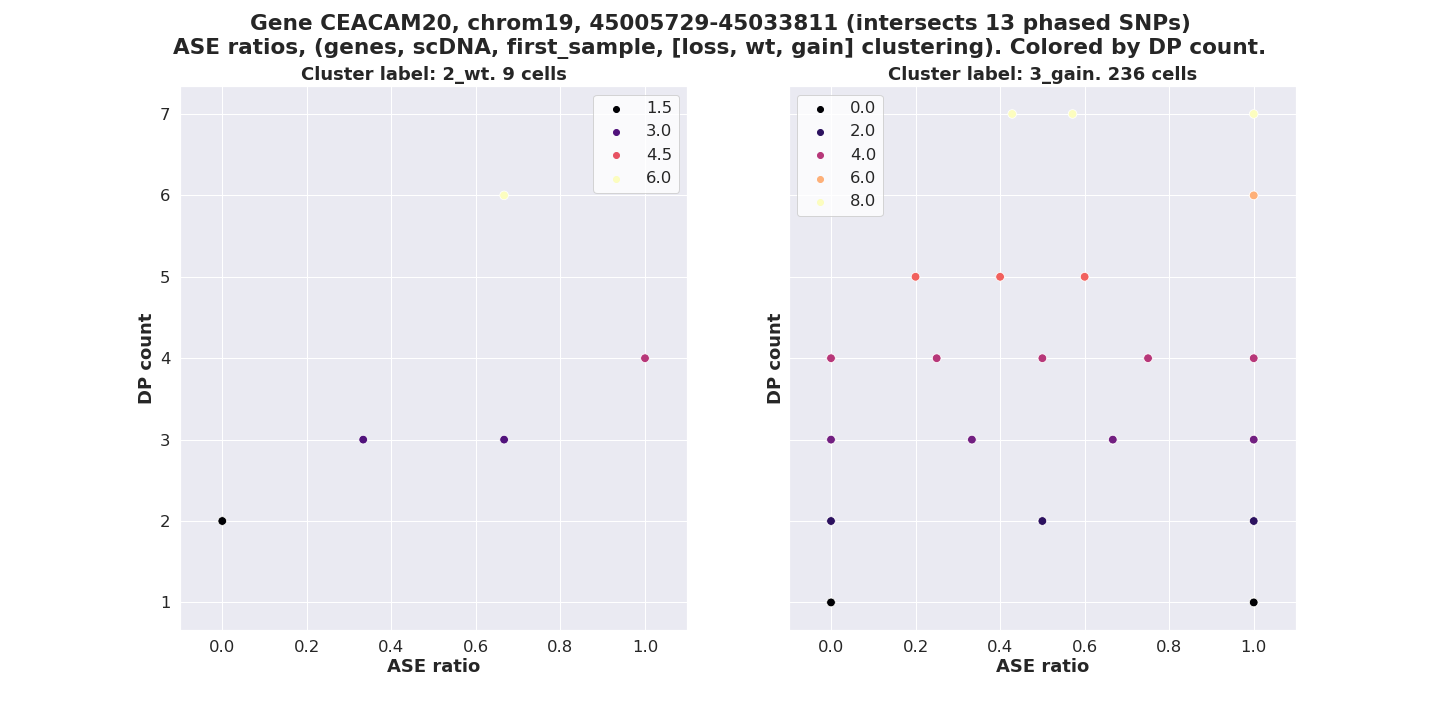 Gene CEACAM20, chrom19, 45005729-45033811 (intersects 13 phased SNPs)
ASE ratios, (genes, scDNA, first_sample, [loss, wt, gain] clustering). Colored by DP count.
Cluster label: 2_wt. 9 cells
7
6
5
4
3
2
1
DP count
0.0 0.2 0.4 0.6 0.8 1.0
ASE ratio
1.5
3.0
4.5
6.0
Cluster label: 3_gain. 236 cells
DP count
0.0
2.0
4.0
6.0
8.0
0.0 0.2 0.4 0.6 0.8 1.0
ASE ratio